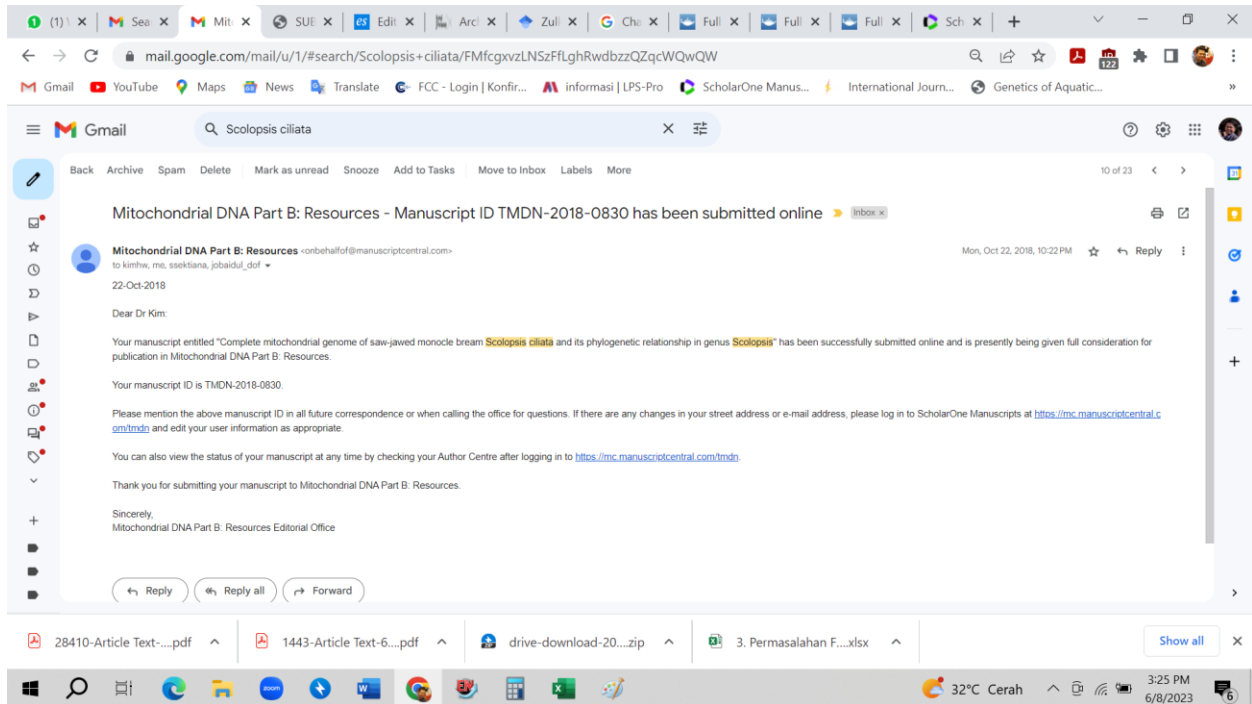 (1) \
Sea
Miti
SUE
Edit
Arcl
Zull
Cha
Full
Full
Full
Sch
mail.google.com/mail/u/1/#search/Scolopsis+ciliata/FMfcgxvzLNSzFfLghRwdbzzQZqcWQwQW
122
Gmail YouTube Maps News Translate FCC - Login | Konfir... informasi | LPS-Pro ScholarOne Manus... International Journ... Genetics of Aquatic... »
Gmail
Scolopsis ciliata
Back Archive Spam Delete Mark as unread Snooze Add to Tasks Move to Inbox Labels More
10 of 23
Mitochondrial DNA Part B: Resources - Manuscript ID TMDN-2018-0830 has been submitted online
Inbox x
Mitochondrial DNA Part B: Resources <onbehalfof@manuscriptcentral.com>
Mon, Oct 22, 2018, 10:22 PM
Reply
to kimhw, me, ssektiana, jobaidul_dof
22-Oct-2018
Dear Dr Kim:
Your manuscript entitled "Complete mitochondrial genome of saw-jawed monocle bream Scolopsis ciliata and its phylogenetic relationship in genus Scolopsis" has been successfully submitted online and is presently being given full consideration for
publication in Mitochondrial DNA Part B: Resources.
Your manuscript ID is TMDN-2018-0830.
Please mention the above manuscript ID in all future correspondence or when calling the office for questions. If there are any changes in your street address or e-mail address, please log in to ScholarOne Manuscripts at https://mc.manuscriptcentral.c
om/tmdn and edit your user information as appropriate.
You can also view the status of your manuscript at any time by checking your Author Centre after logging in to https://mc.manuscriptcentral.com/tmdn.
Thank you for submitting your manuscript to Mitochondrial DNA Part B: Resources.
Sincerely,
Mitochondrial DNA Part B: Resources Editorial Office
Reply
Reply all
Forward
28410-Article Text-....pdf
1443-Article Text-6....pdf
drive-download-20....zip
3. Permasalahan F....xlsx
Show all
zoom
32°C Cerah
3:25 PM
6/8/2023
6